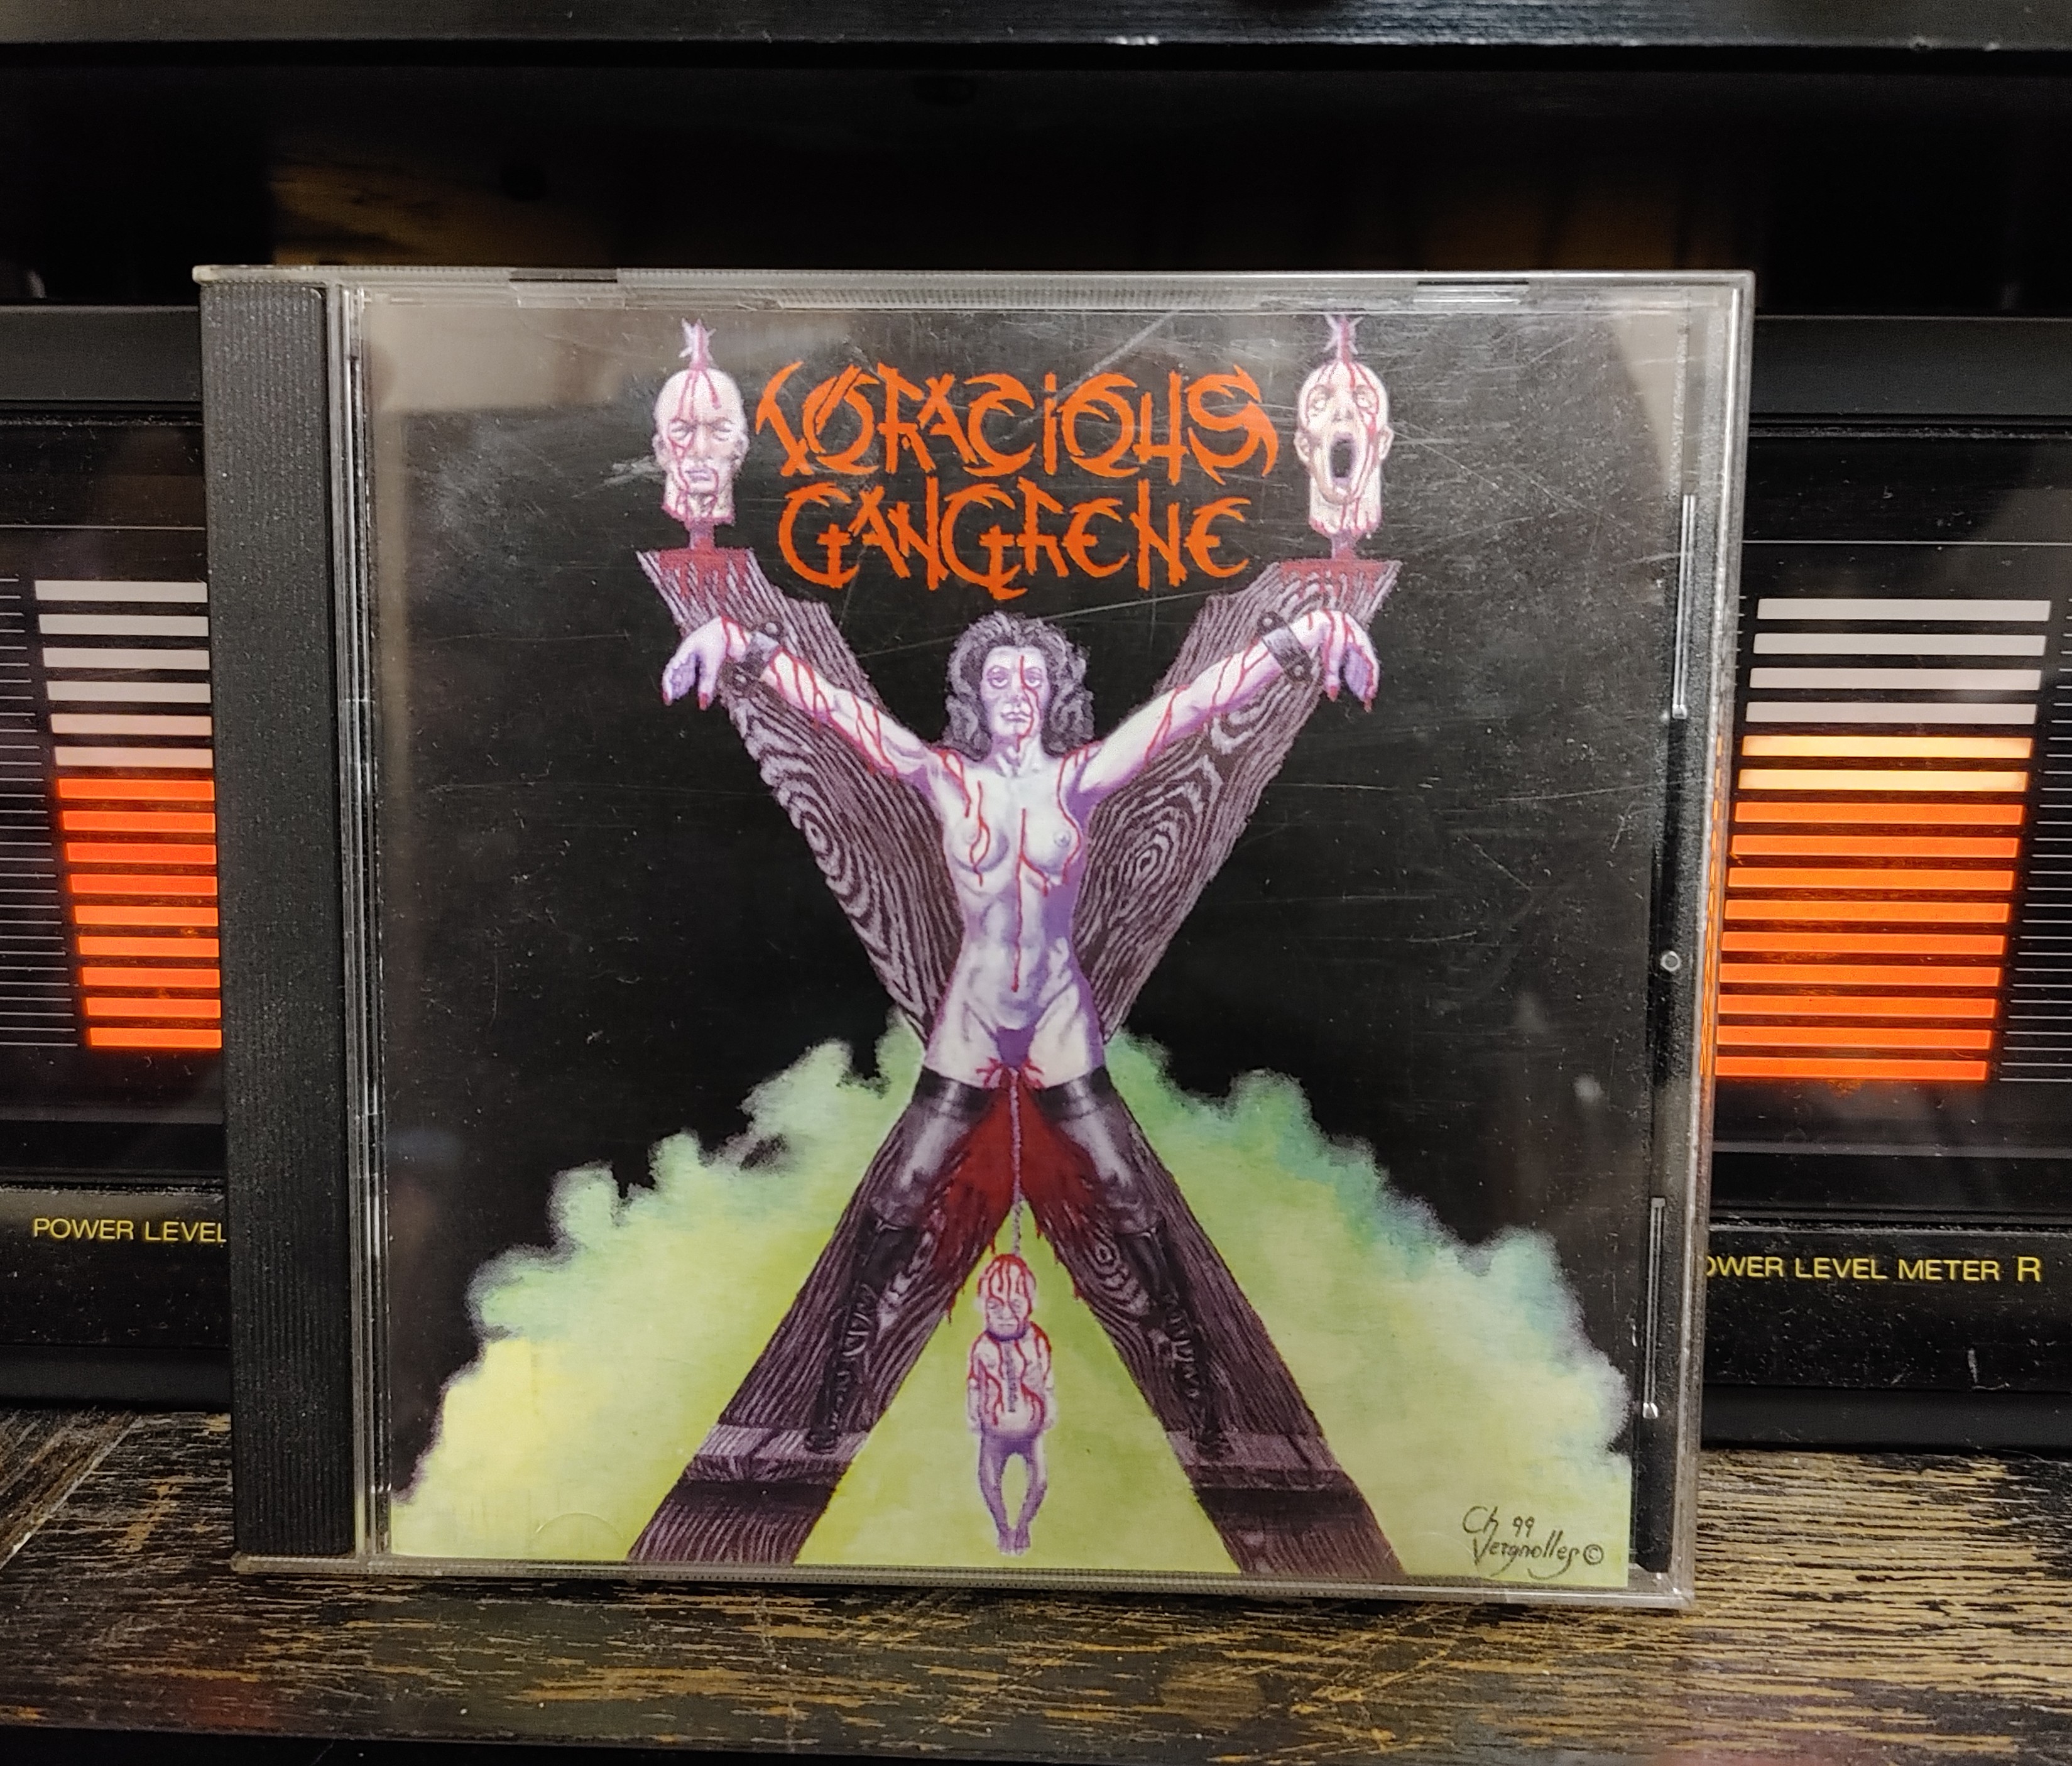 VORACiOUS
GANGRENE
POWER LEVEL
OWER LEVEL METER R
Ch 99
Vergnolles ©